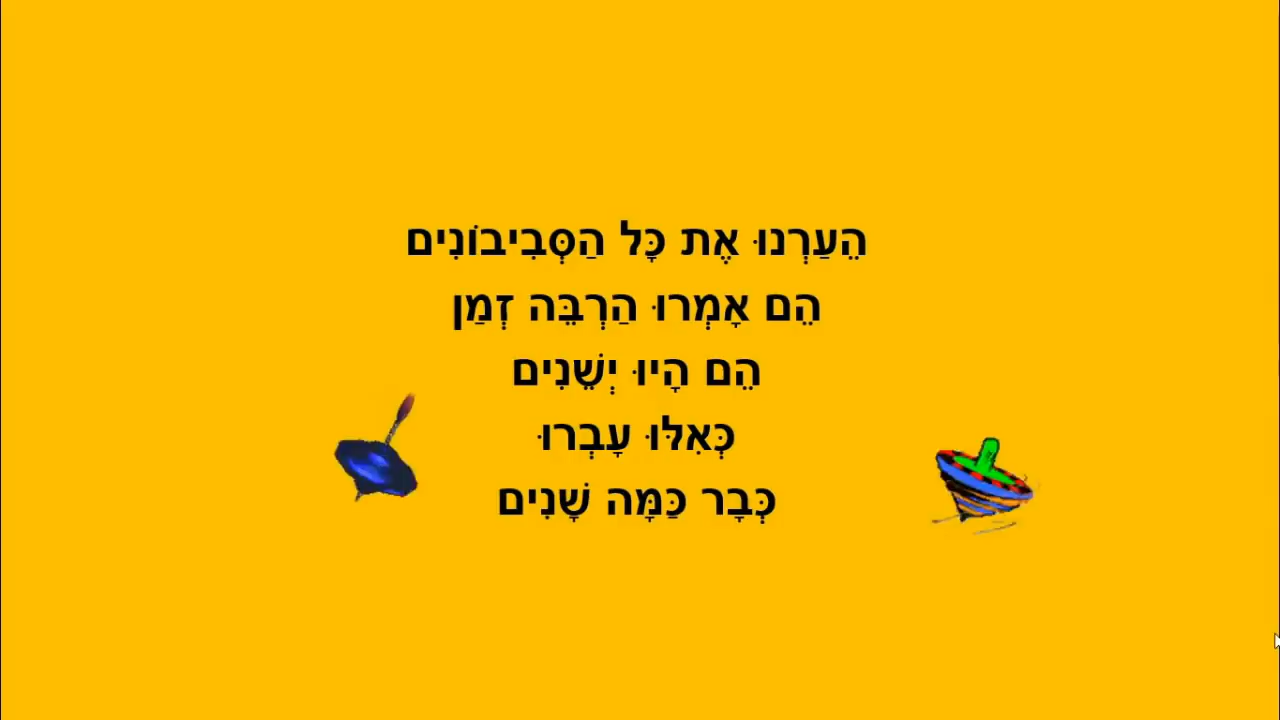 הֵעַרְנוּ אֶת כָּל הַסְּבִיבוֹנִים
הֵם אָמְרוּ הַרְבֵּה זְמַן
הֵם הָיוּ יְשֵׁנִים
כְּאִלּוּ עָבְרוּ
כְּבָר כַּמָּה שָׁנִים